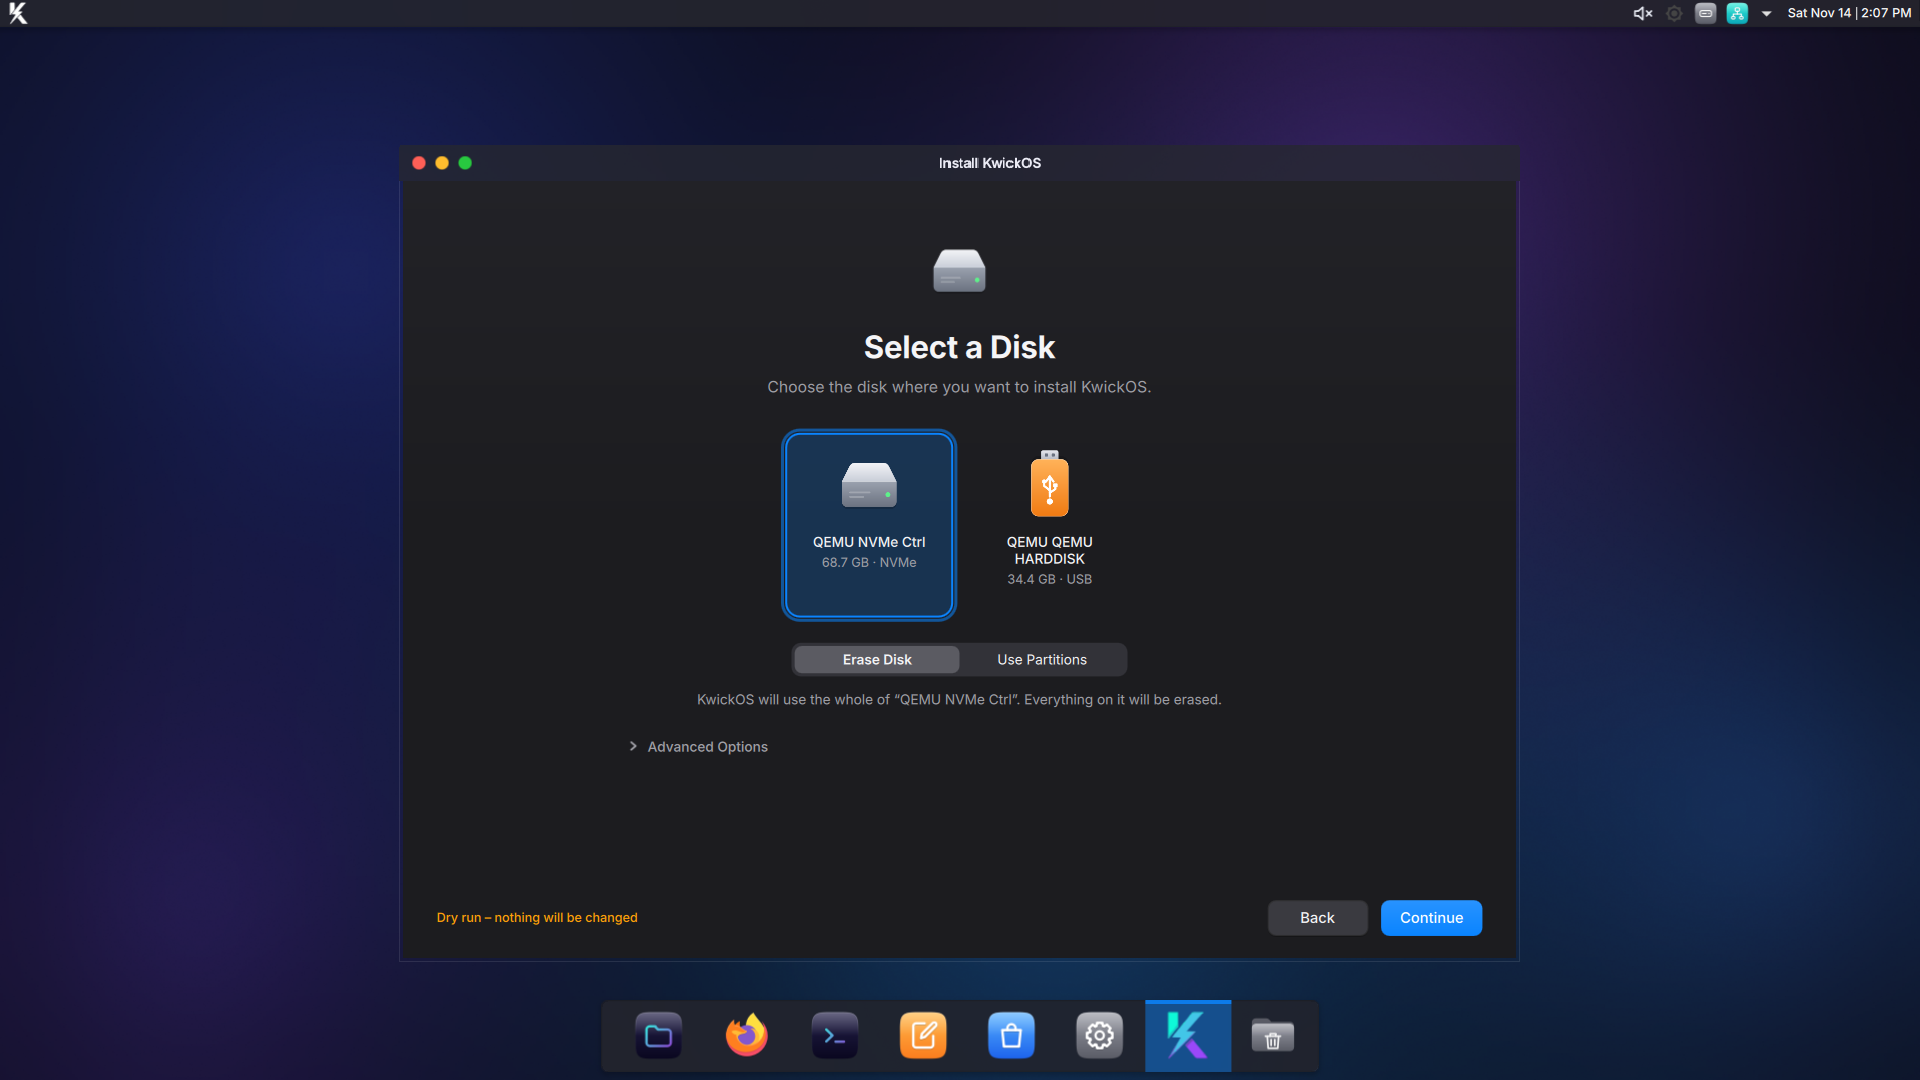 Sat Nov 14 | 2:07 PM
Install KwickOS
Select a Disk
Choose the disk where you want to install KwickOS.
QEMU NVMe Ctrl
68.7 GB · NVMe
QEMU QEMU
HARDDISK
34.4 GB · USB
Erase Disk
Use Partitions
KwickOS will use the whole of “QEMU NVMe Ctrl”. Everything on it will be erased.
Advanced Options
Dry run – nothing will be changed
Back
Continue